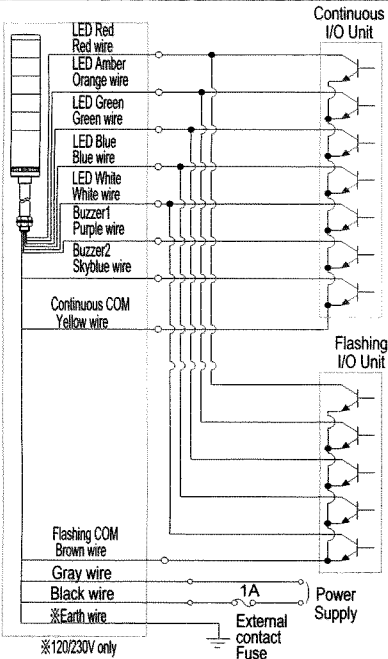 Continuous
I/O Unit
LED Red
Red wire
LED Amber
Orange wire
LED Green
Green wire
LED Blue
Blue wire
LED White
White wire
Buzzer1
Purple wire
Buzzer2
Skyblue wire
Continuous COM
Yellow wire
Flashing
I/O Unit
Flashing COM
Brown wire
Gray wire
Black wire
1A
Power
Supply
※Earth wire
External
contact
Fuse
※120/230V only